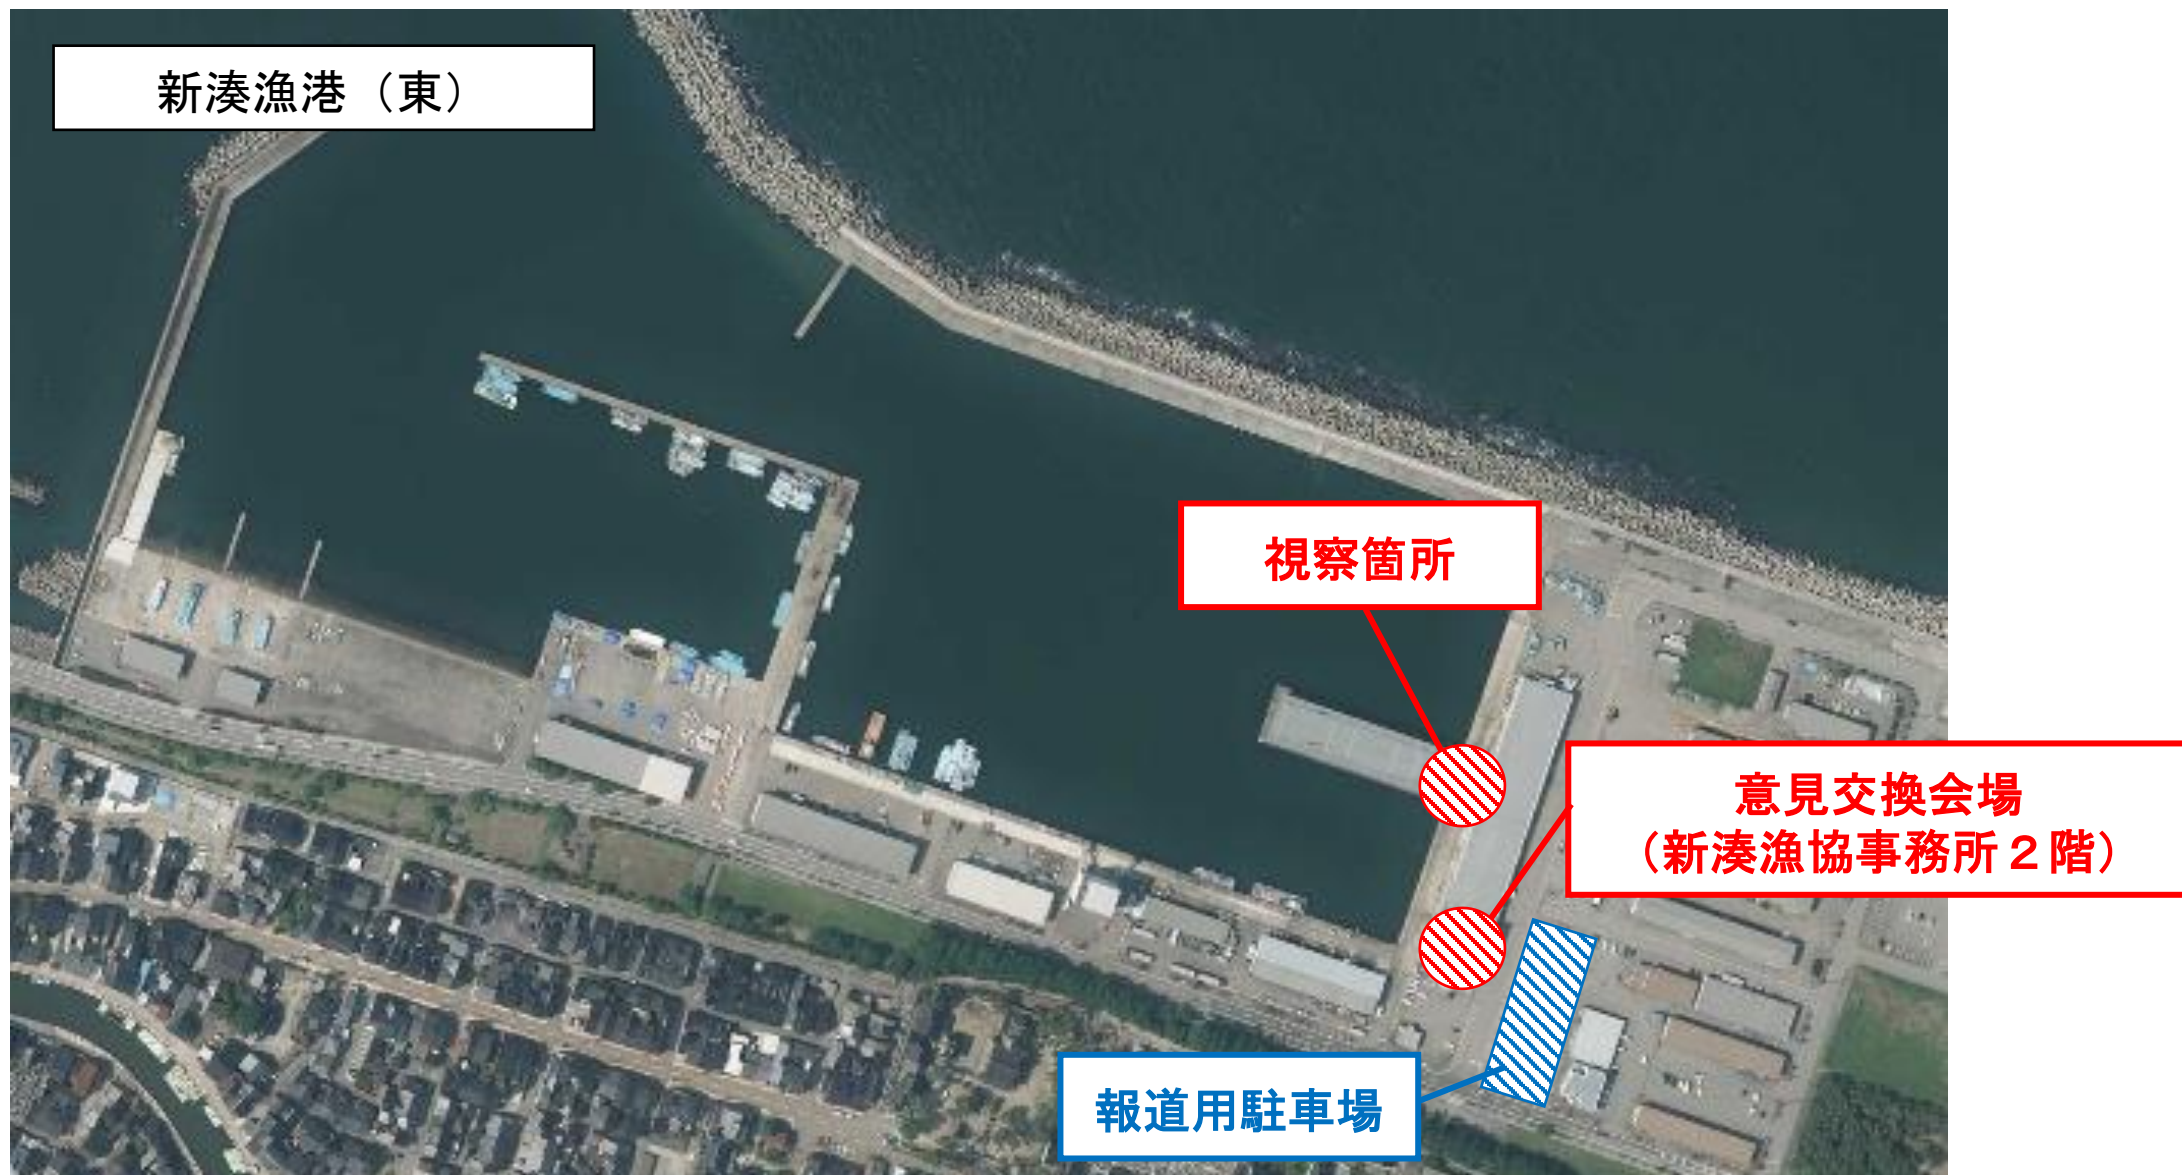 新湊漁港（東）
視察箇所
意見交換会場
（新湊漁協事務所２階）
報道用駐車場